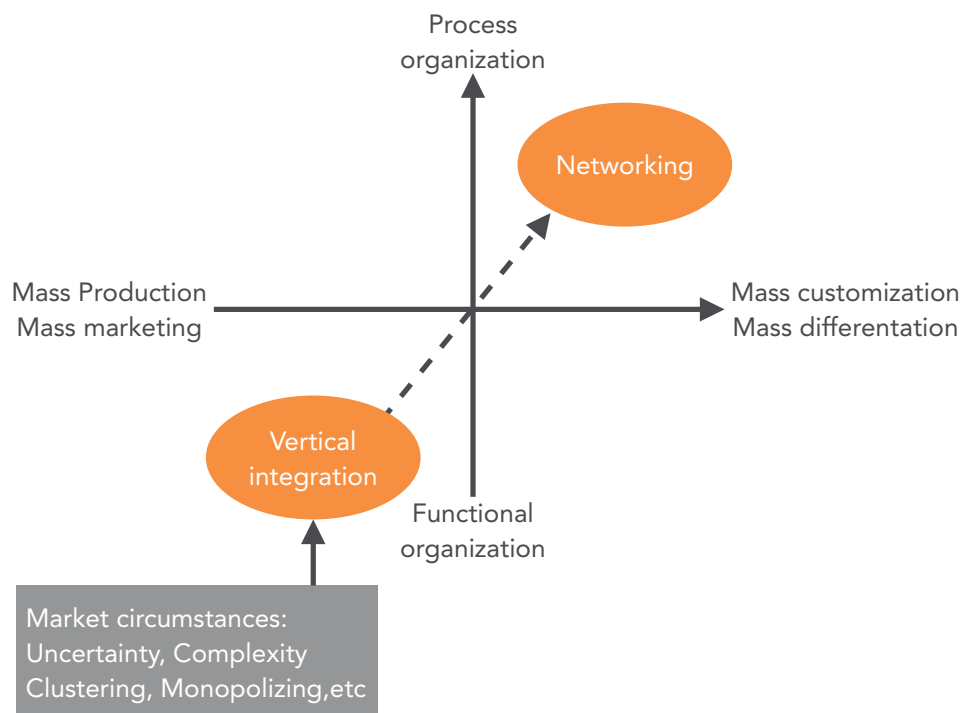 Process
organization
Networking
Mass Production
Mass marketing
Mass customization
Mass differentation
Vertical
integration
Functional
organization
Market circumstances:
Uncertainty, Complexity
Clustering, Monopolizing,etc